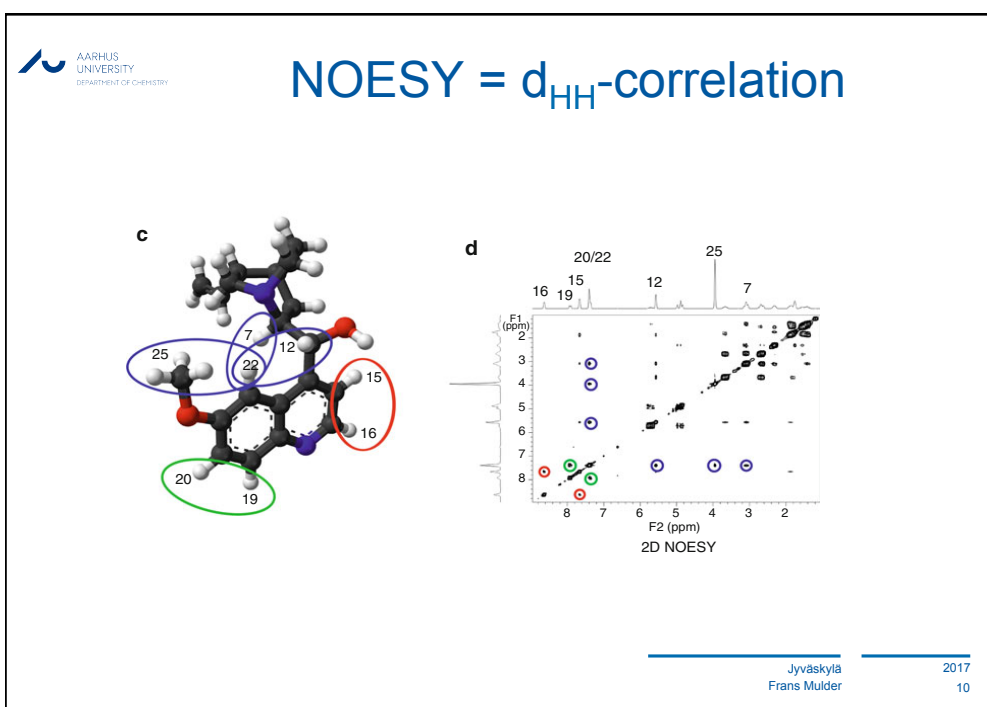 AARHUS
UNIVERSITY
DEPARTMENT OF CHEMISTRY
NOESY = dHH-correlation
c
7
12
25
22
15
16
20
19
d
20/22
25
15
16
19
12
7
F1
(ppm)
2
3
4
5
6
7
8
8 7 6 5 4 3 2
F2 (ppm)
2D NOESY
Jyväskylä
Frans Mulder
2017
10